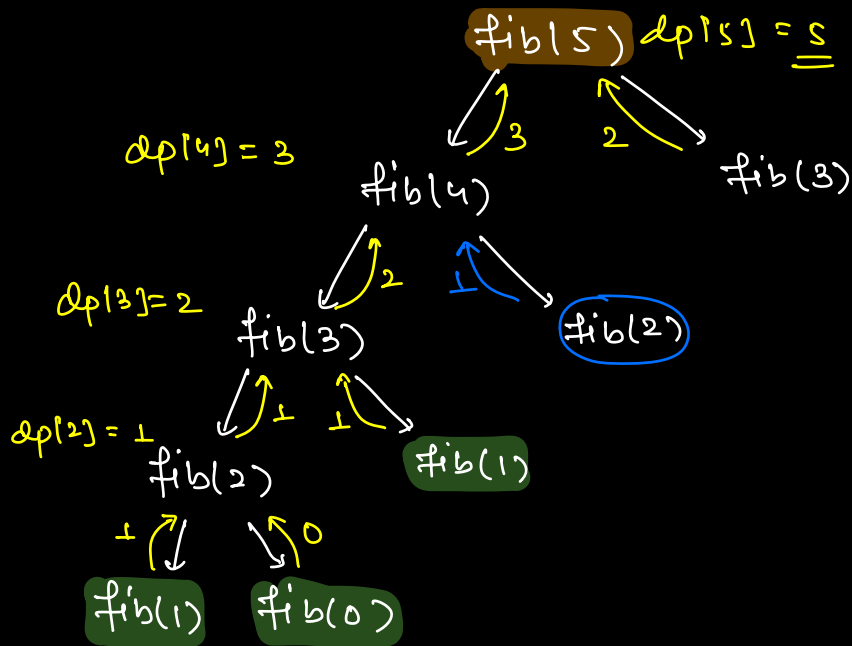 fib(5) dp[5] = 5
3 2
dp[4] = 3
fib(4) fib(3)
2 1
dp[3] = 2
fib(3) fib(2)
1 1
dp[2] = 1
fib(2) fib(1)
1 0
fib(1) fib(0)